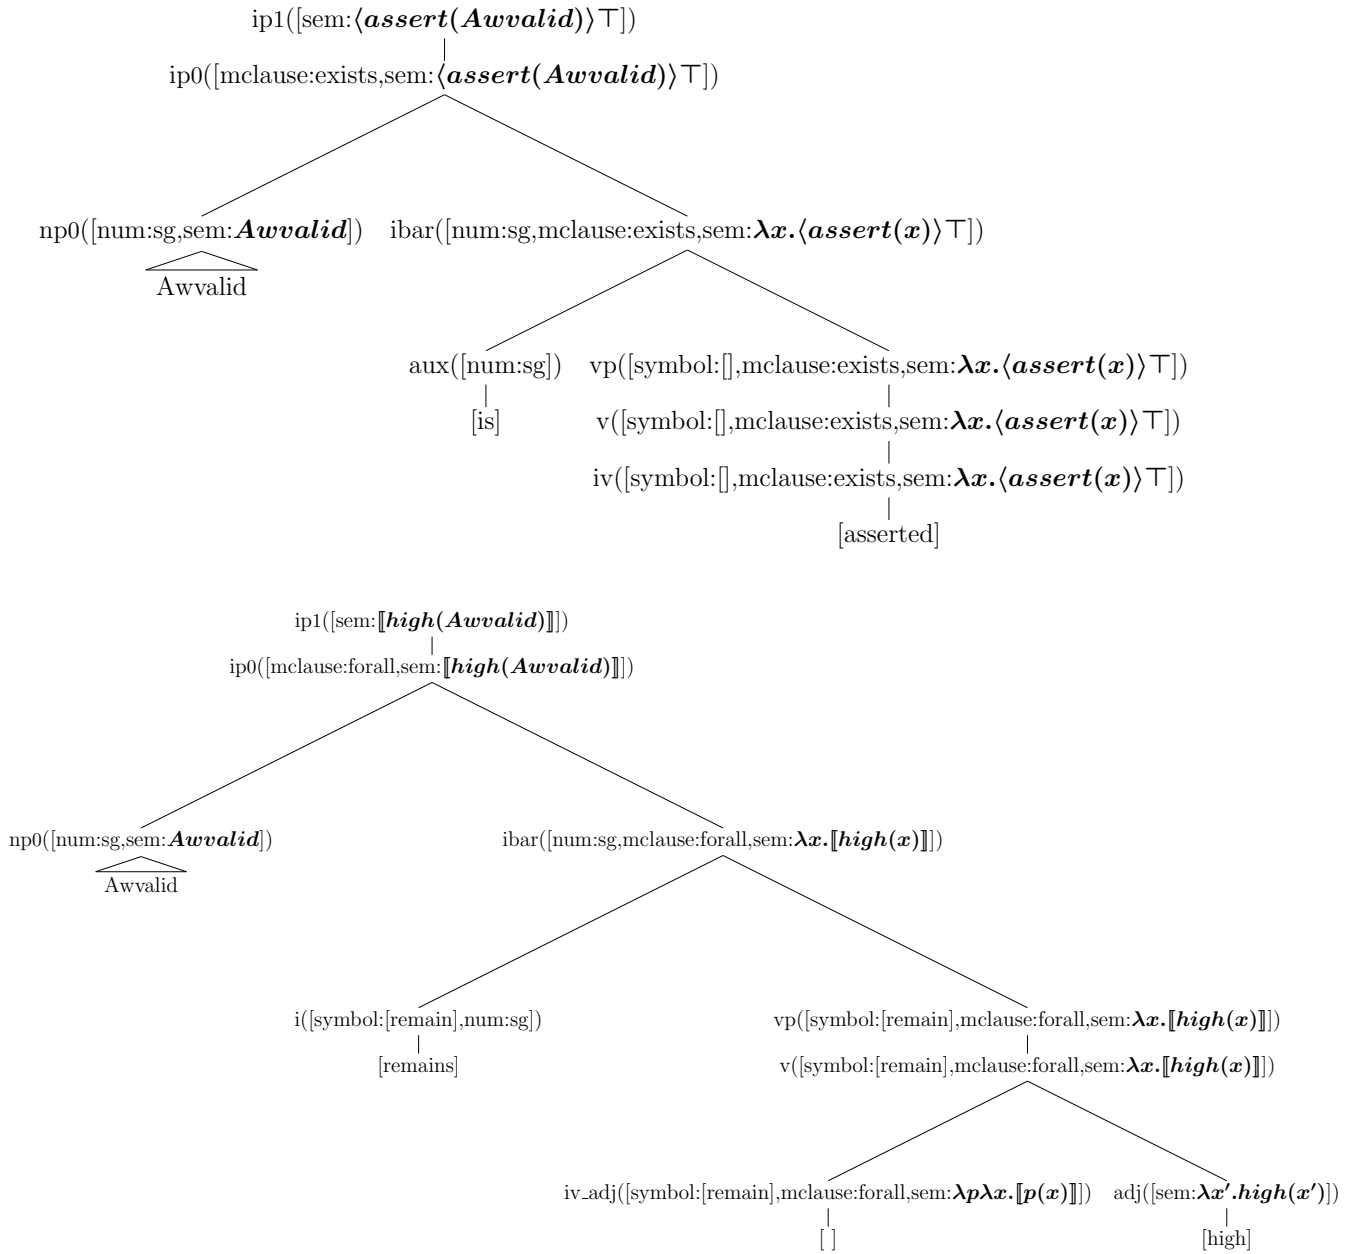 ip1([sem:⟨assert(Awvalid)⟩⊤])
ip0([mclause:exists,sem:⟨assert(Awvalid)⟩⊤])
np0([num:sg,sem:Awvalid]) ibar([num:sg,mclause:exists,sem:λx.⟨assert(x)⟩⊤])
Awvalid
aux([num:sg]) vp([symbol:[],mclause:exists,sem:λx.⟨assert(x)⟩⊤])
[is] v([symbol:[],mclause:exists,sem:λx.⟨assert(x)⟩⊤])
iv([symbol:[],mclause:exists,sem:λx.⟨assert(x)⟩⊤])
[asserted]
ip1([sem:⟦high(Awvalid)⟧])
ip0([mclause:forall,sem:⟦high(Awvalid)⟧])
np0([num:sg,sem:Awvalid]) ibar([num:sg,mclause:forall,sem:λx.⟦high(x)⟧])
Awvalid
i([symbol:[remain],num:sg]) vp([symbol:[remain],mclause:forall,sem:λx.⟦high(x)⟧])
[remains] v([symbol:[remain],mclause:forall,sem:λx.⟦high(x)⟧])
iv_adj([symbol:[remain],mclause:forall,sem:λpλx.⟦p(x)⟧]) adj([sem:λx′.high(x′)])
[ ] [high]